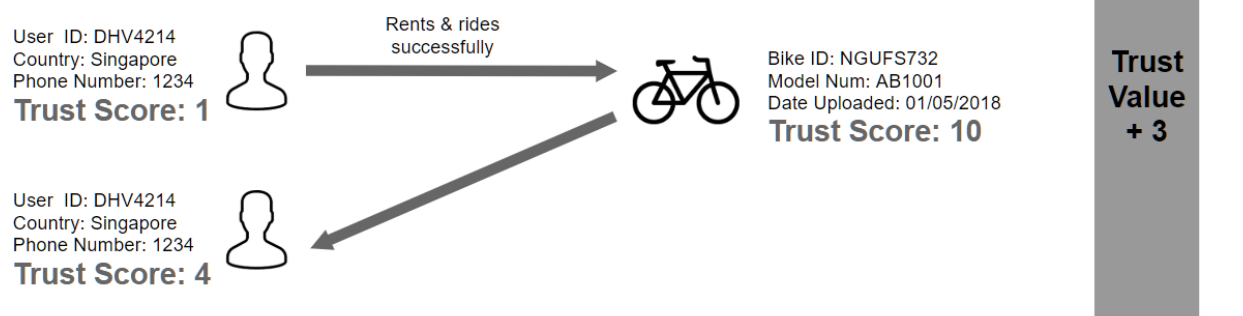 User  ID: DHV4214
Country: Singapore
Phone Number: 1234
Trust Score: 1
Rents & rides
successfully
Bike ID: NGUFS732
Model Num: AB1001
Date Uploaded: 01/05/2018
Trust Score: 10
Trust
Value
+ 3
User  ID: DHV4214
Country: Singapore
Phone Number: 1234
Trust Score: 4